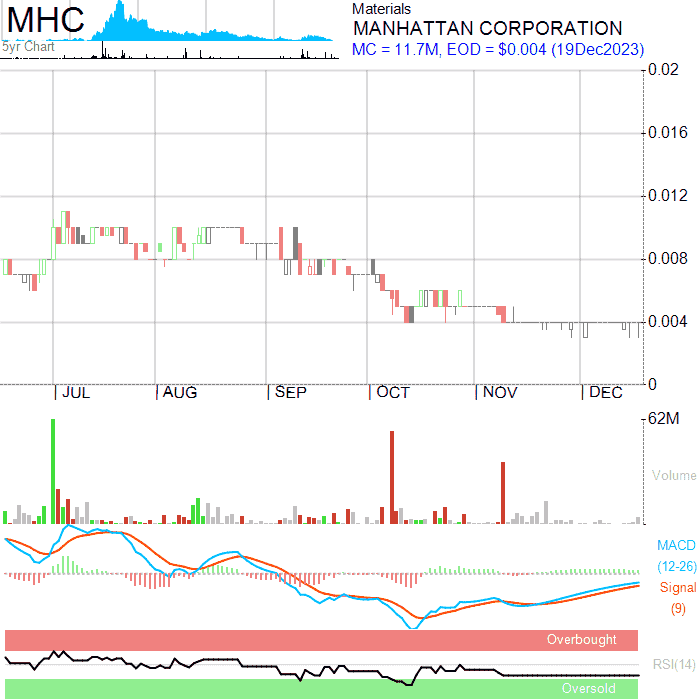 MHC
5yr Chart
Materials
MANHATTAN CORPORATION
MC = 11.7M, EOD = $0.004 (19Dec2023)
0.02
0.016
0.012
0.008
0.004
0
JUL AUG SEP OCT NOV DEC
62M
Volume
MACD
(12-26)
Signal
(9)
Overbought
RSI(14)
Oversold